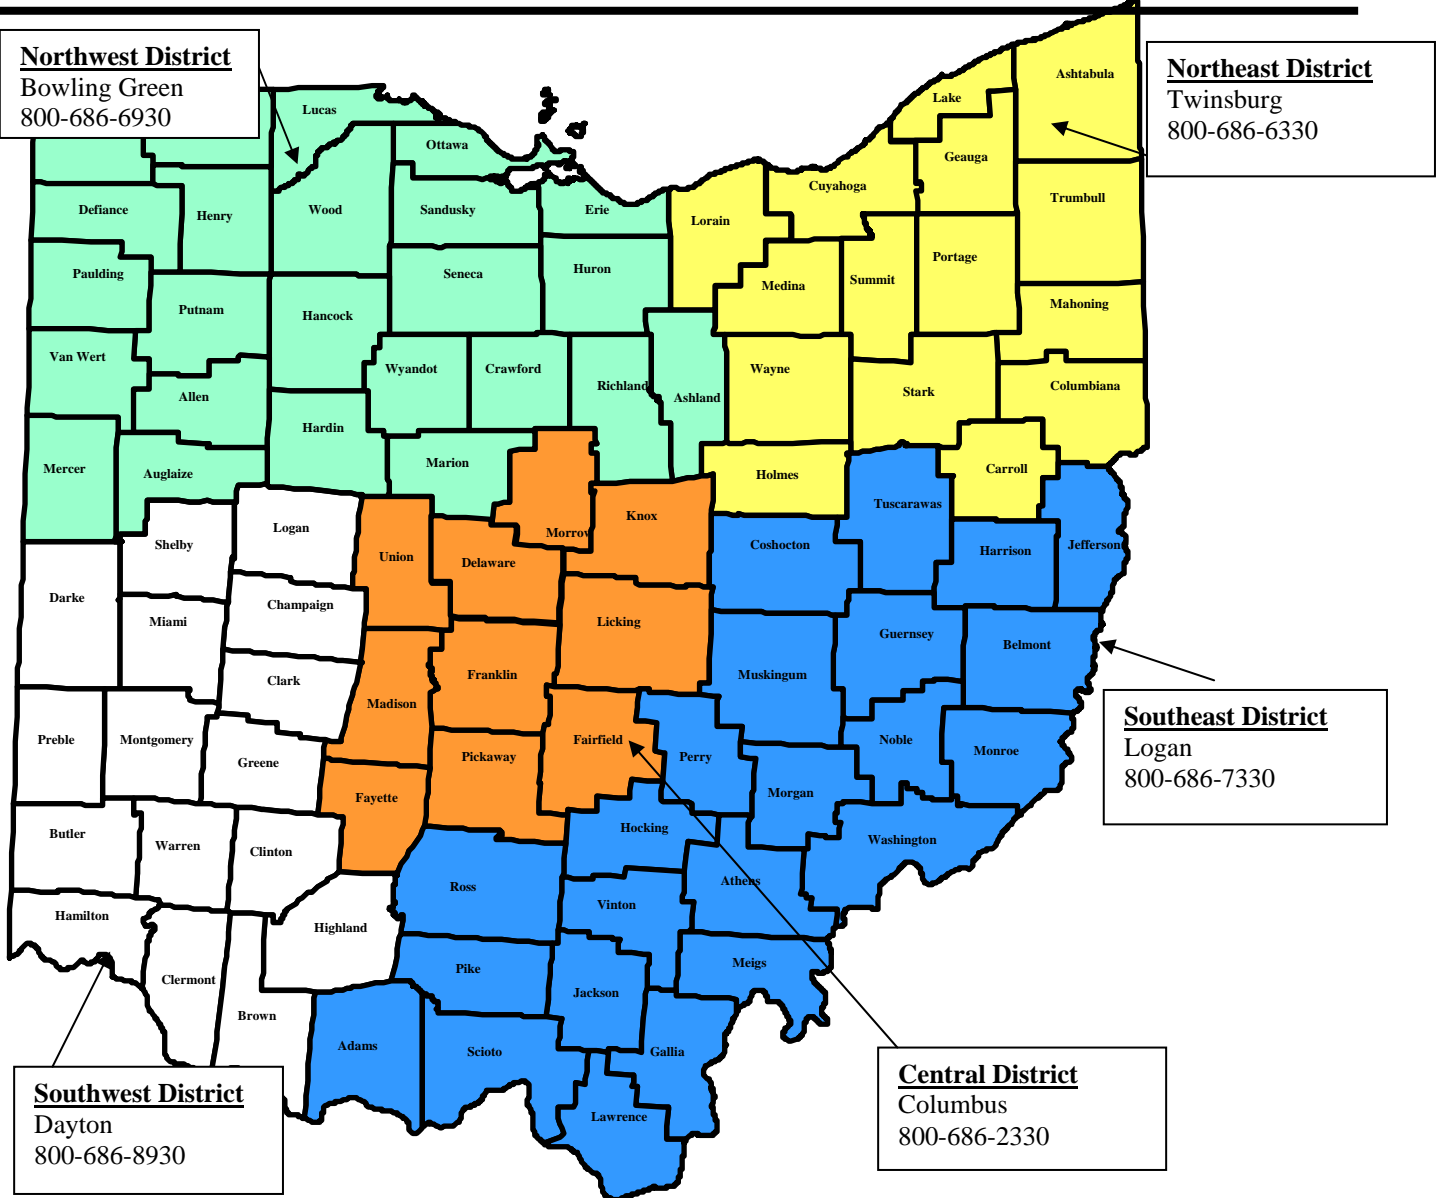 Northwest District
Bowling Green
800-686-6930
Northeast District
Twinsburg
800-686-6330
Southeast District
Logan
800-686-7330
Central District
Columbus
800-686-2330
Southwest District
Dayton
800-686-8930
Lucas
Ottawa
Defiance
Henry
Wood
Sandusky
Erie
Paulding
Putnam
Hancock
Seneca
Huron
Van Wert
Allen
Wyandot
Crawford
Richland
Ashland
Hardin
Mercer
Auglaize
Marion
Ashtabula
Lake
Geauga
Cuyahoga
Trumbull
Lorain
Medina
Summit
Portage
Mahoning
Wayne
Stark
Columbiana
Holmes
Carroll
Morrow
Knox
Union
Delaware
Licking
Franklin
Madison
Fairfield
Pickaway
Fayette
Logan
Shelby
Darke
Champaign
Miami
Clark
Preble
Montgomery
Greene
Butler
Warren
Clinton
Hamilton
Highland
Clermont
Brown
Tuscarawas
Coshocton
Harrison
Jefferson
Guernsey
Belmont
Muskingum
Noble
Monroe
Perry
Morgan
Washington
Hocking
Athens
Ross
Vinton
Pike
Meigs
Jackson
Adams
Scioto
Gallia
Lawrence